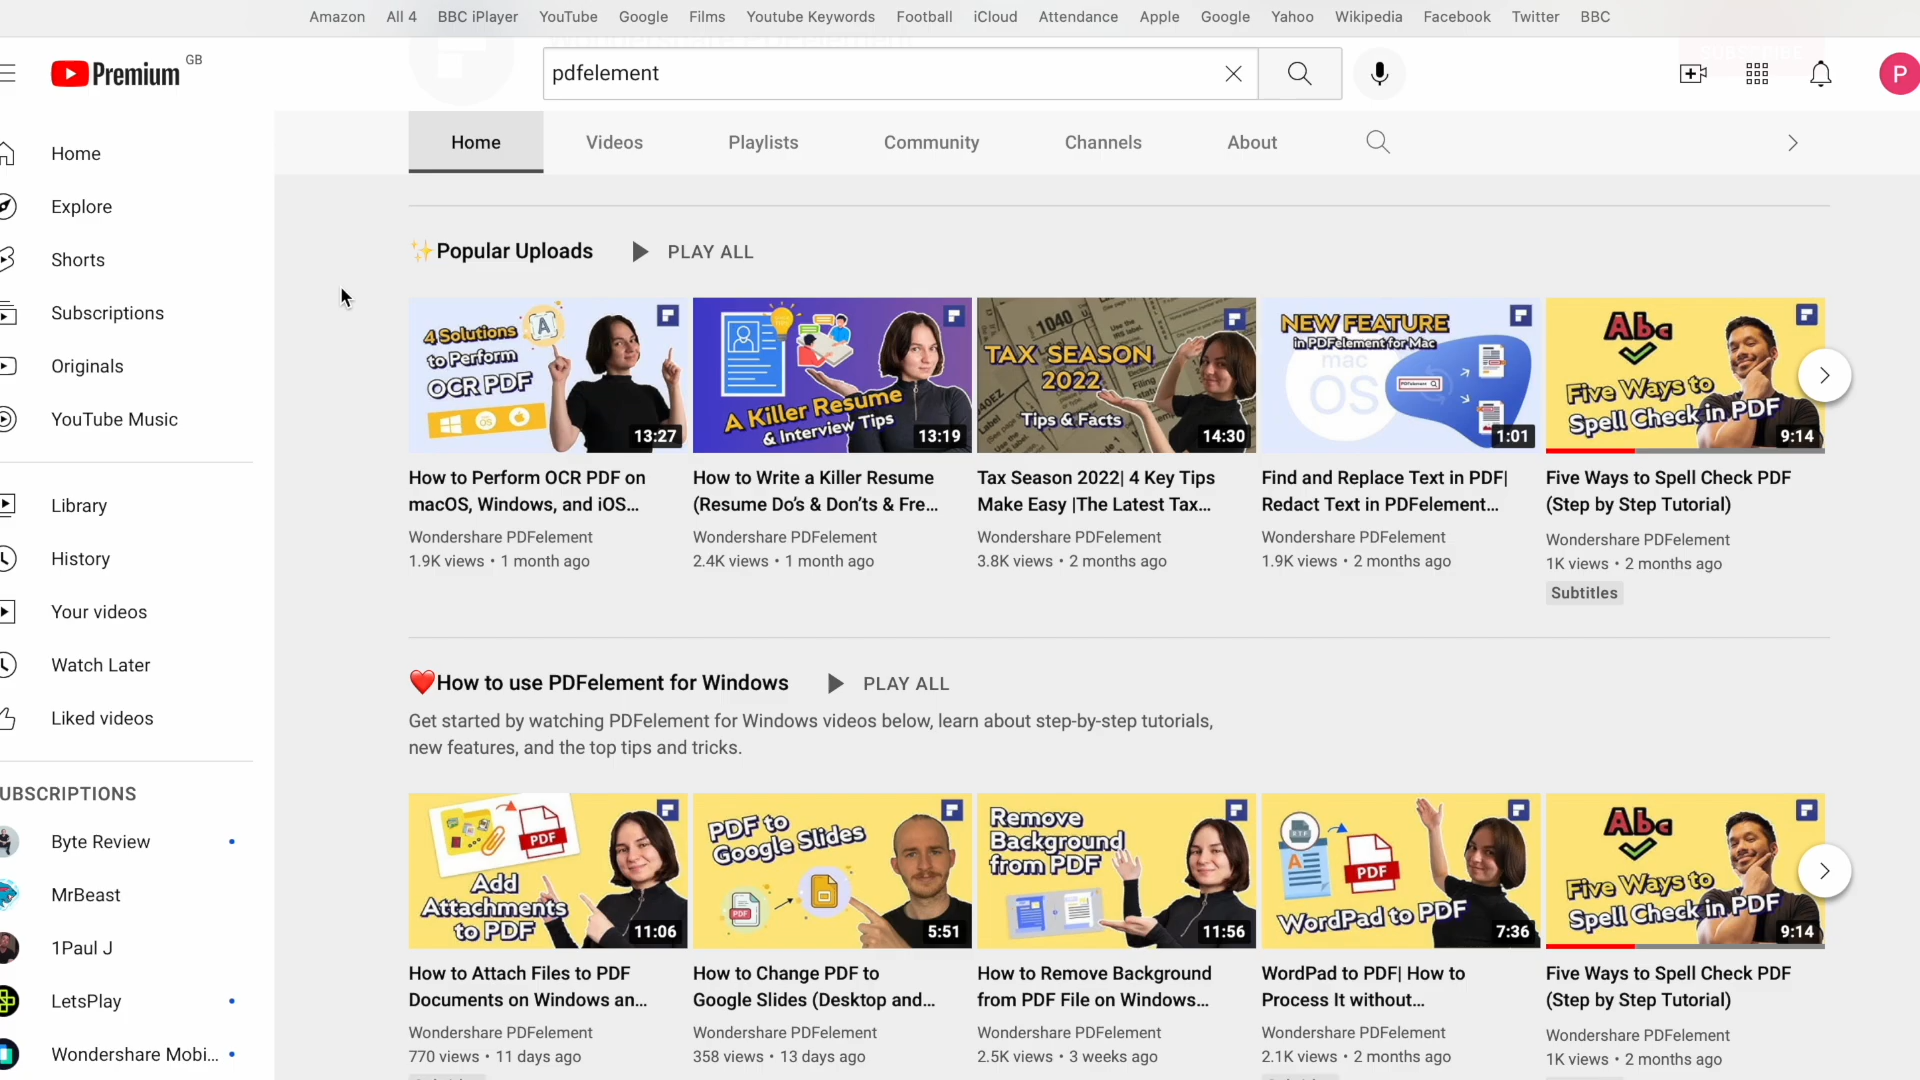 Amazon All 4 BBC iPlayer YouTube Google Films Youtube Keywords Football iCloud Attendance Apple Google Yahoo Wikipedia Facebook Twitter BBC
Premium GB
pdfelement
P
Home Videos Playlists Community Channels About
Home
Explore
Shorts
Subscriptions
Originals
YouTube Music
Library
History
Your videos
Watch Later
Liked videos
UBSCRIPTIONS
Byte Review
MrBeast
1Paul J
LetsPlay
Wondershare Mobi...
✨Popular Uploads PLAY ALL
4 Solutions
to Perform
OCR PDF
A
13:27
How to Perform OCR PDF on
macOS, Windows, and iOS...
Wondershare PDFelement
1.9K views • 1 month ago
A Killer Resume
& Interview Tips
13:19
How to Write a Killer Resume
(Resume Do's & Don'ts & Fre...
Wondershare PDFelement
2.4K views • 1 month ago
1040
TAX SEASON
2022
Tips & Facts
14:30
Tax Season 2022| 4 Key Tips
Make Easy |The Latest Tax...
Wondershare PDFelement
3.8K views • 2 months ago
NEW FEATURE
in PDFelement for Mac
mac
OS
PDFelement
1:01
Find and Replace Text in PDF|
Redact Text in PDFelement...
Wondershare PDFelement
1.9K views • 2 months ago
Abc
Five Ways to
Spell Check in PDF
9:14
Five Ways to Spell Check PDF
(Step by Step Tutorial)
Wondershare PDFelement
1K views • 2 months ago
Subtitles
❤️How to use PDFelement for Windows PLAY ALL
Get started by watching PDFelement for Windows videos below, learn about step-by-step tutorials,
new features, and the top tips and tricks.
PDF
Add
Attachments
to PDF
11:06
How to Attach Files to PDF
Documents on Windows an...
Wondershare PDFelement
770 views • 11 days ago
PDF to
Google Slides
PDF
5:51
How to Change PDF to
Google Slides (Desktop and...
Wondershare PDFelement
358 views • 13 days ago
Remove
Background
from PDF
11:56
How to Remove Background
from PDF File on Windows...
Wondershare PDFelement
2.5K views • 3 weeks ago
RTF
A
PDF
WordPad to PDF
7:36
WordPad to PDF| How to
Process It without...
Wondershare PDFelement
2.1K views • 2 months ago
Abc
Five Ways to
Spell Check in PDF
9:14
Five Ways to Spell Check PDF
(Step by Step Tutorial)
Wondershare PDFelement
1K views • 2 months ago